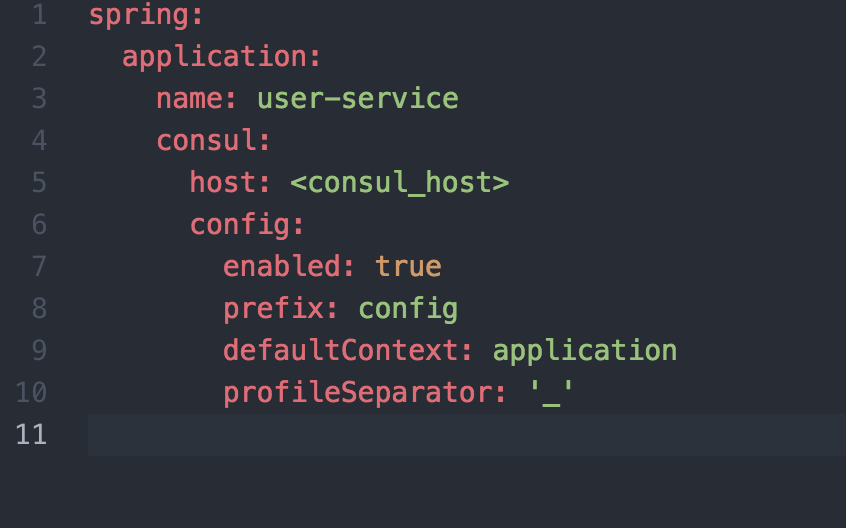 1 spring:
2   application:
3     name: user-service
4     consul:
5       host: <consul_host>
6       config:
7         enabled: true
8         prefix: config
9         defaultContext: application
10         profileSeparator: '_'
11